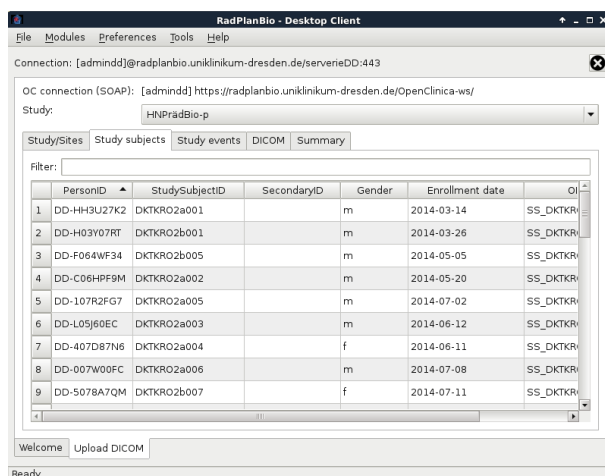 RadPlanBio - Desktop Client
File Modules Preferences Tools Help
Connection: [admindd]@radplanbio.uniklinikum-dresden.de/serverieDD:443
OC connection (SOAP): [admindd] https://radplanbio.uniklinikum-dresden.de/OpenClinica-ws/
Study: HNPrädBio-p
Study/Sites Study subjects Study events DICOM Summary
Filter:
PersonID StudySubjectID SecondaryID Gender Enrollment date OI
1 DD-HH3U27K2 DKTKRO2a001 m 2014-03-14 SS_DKTKR
2 DD-H03Y07RT DKTKRO2b001 m 2014-03-26 SS_DKTKR
3 DD-F064WF34 DKTKRO2a005 m 2014-05-05 SS_DKTKR
4 DD-C06HPF9M DKTKRO2a002 m 2014-05-20 SS_DKTKR
5 DD-107R2FG7 DKTKRO2a005 m 2014-07-02 SS_DKTKR
6 DD-L05J60EC DKTKRO2a003 m 2014-06-12 SS_DKTKR
7 DD-407D87N6 DKTKRO2a004 f 2014-06-11 SS_DKTKR
8 DD-007W00FC DKTKRO2a006 m 2014-07-08 SS_DKTKR
9 DD-5078A7QM DKTKRO2b007 f 2014-07-11 SS_DKTKR
Welcome Upload DICOM
Ready